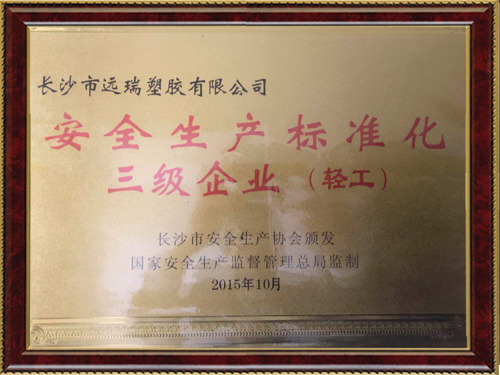 长沙市远瑞塑胶有限公司
安全生产标准化
三级企业（轻工）
长沙市安全生产协会颁发
国家安全生产监督管理总局监制
2015年10月